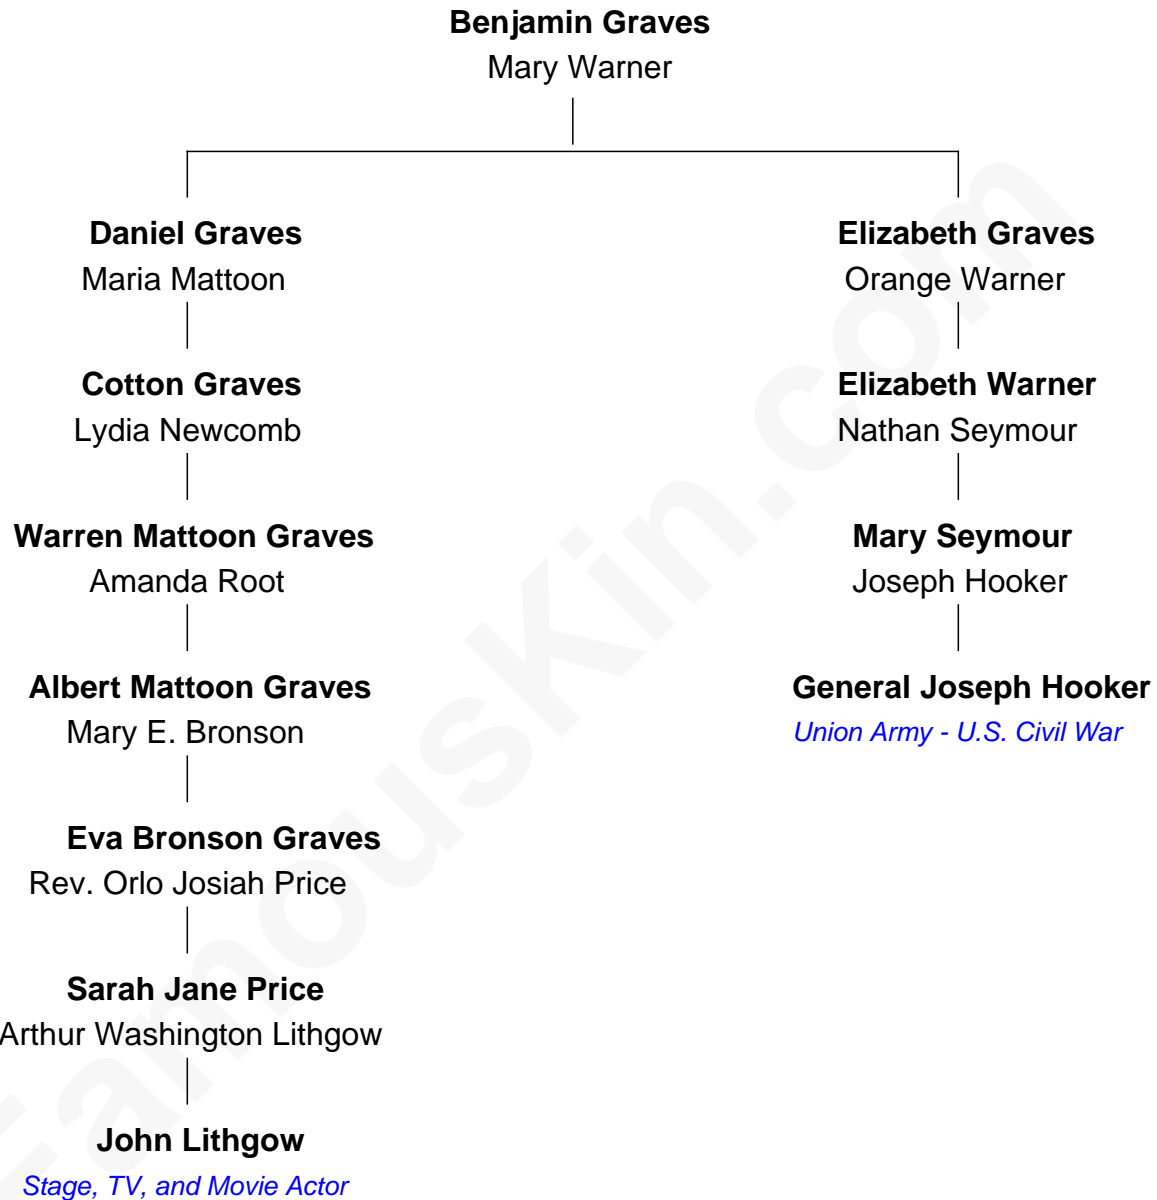 Benjamin Graves
Mary Warner
Daniel Graves
Maria Mattoon
Cotton Graves
Lydia Newcomb
Warren Mattoon Graves
Amanda Root
Albert Mattoon Graves
Mary E. Bronson
Eva Bronson Graves
Rev. Orlo Josiah Price
Sarah Jane Price
Arthur Washington Lithgow
John Lithgow
Stage, TV, and Movie Actor
Elizabeth Graves
Orange Warner
Elizabeth Warner
Nathan Seymour
Mary Seymour
Joseph Hooker
General Joseph Hooker
Union Army - U.S. Civil War
FamousKin.com